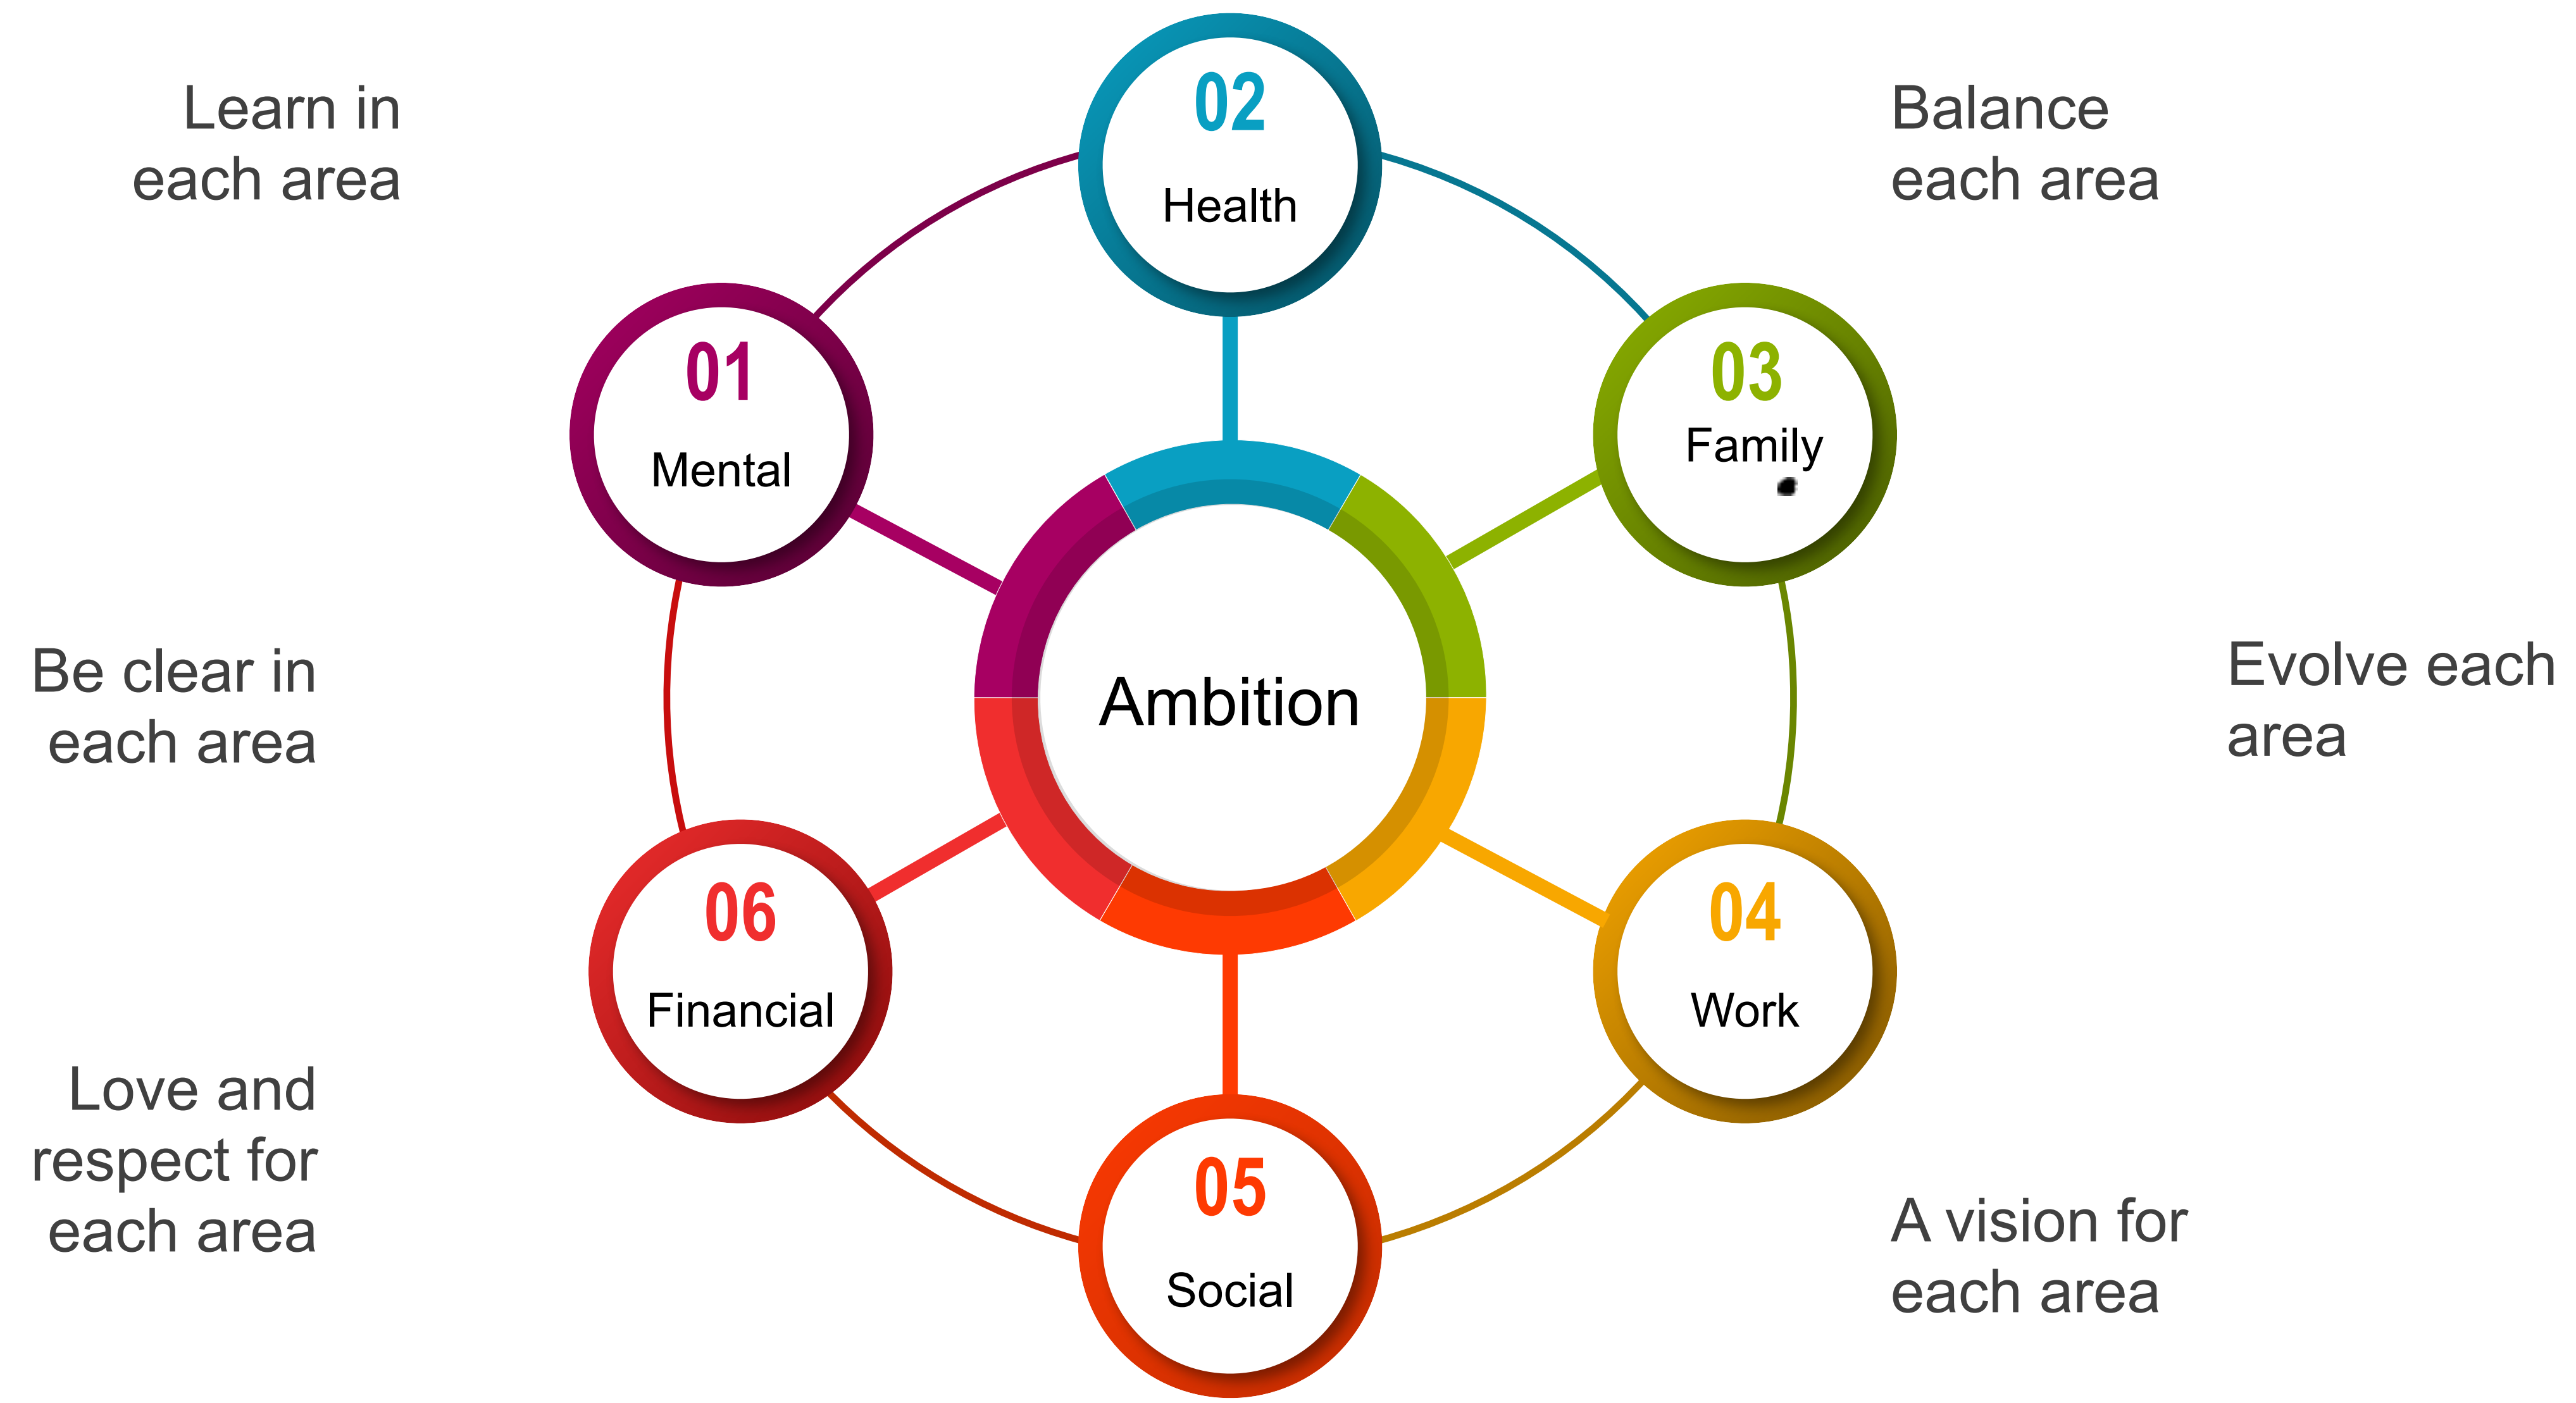 Learn in
each area
02
Health
Balance
each area
01
Mental
03
Family
Be clear in
each area
Ambition
Evolve each
area
06
Financial
04
Work
Love and
respect for
each area
05
Social
A vision for
each area